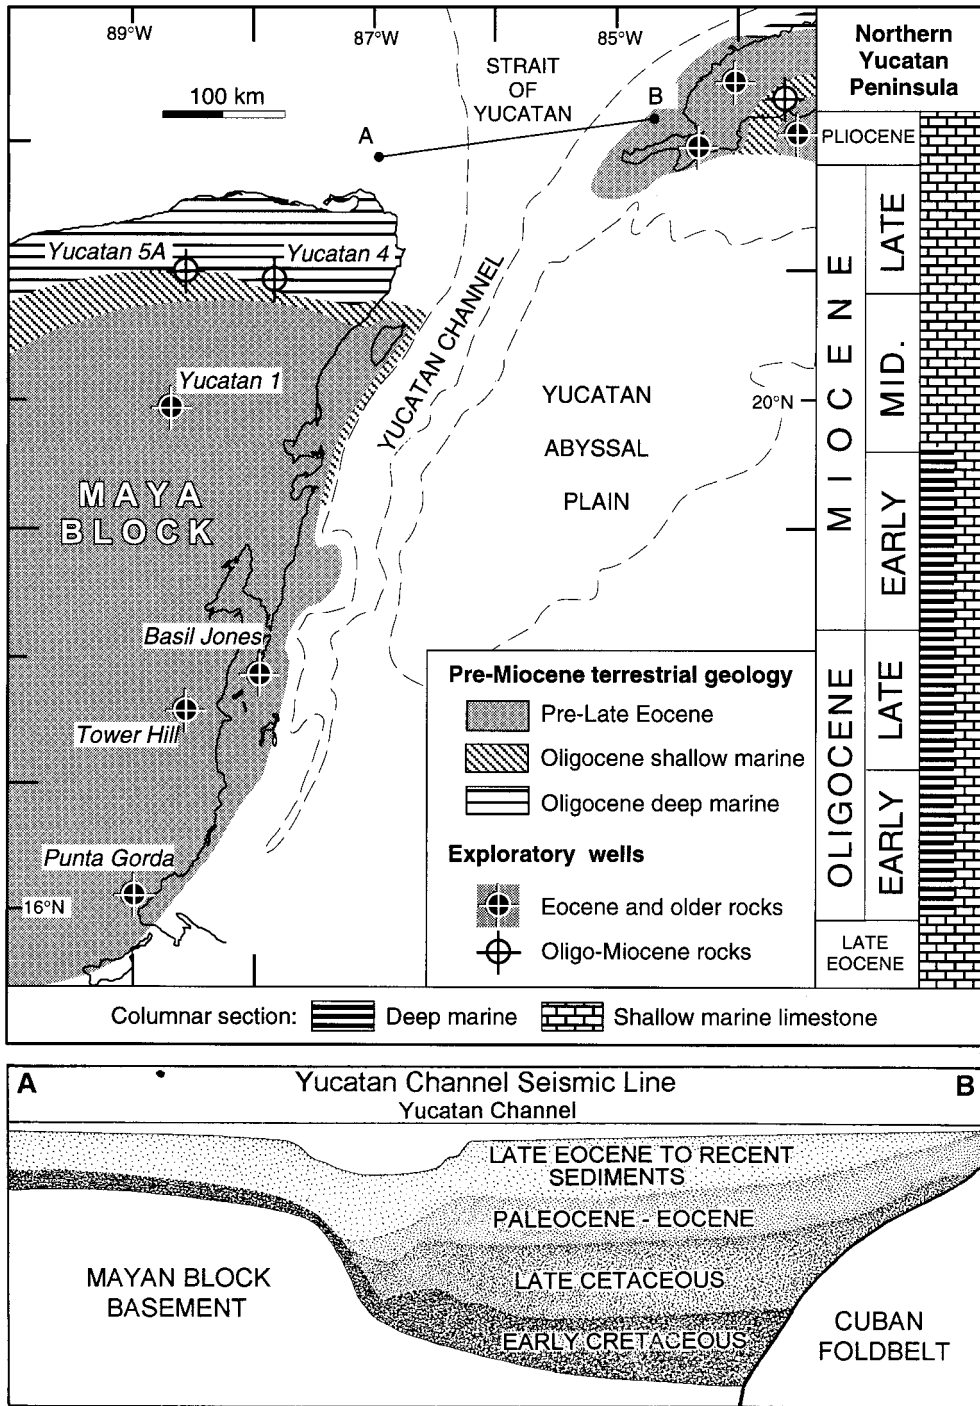 89°W
87°W
85°W
Northern
Yucatan
Peninsula
100 km
STRAIT
OF
YUCATAN
A
B
PLIOCENE
Yucatan 5A
Yucatan 4
YUCATAN CHANNEL
Yucatan 1
YUCATAN
ABYSSAL
PLAIN
20°N
MAYA
BLOCK
MIOCENE
LATE
MID.
EARLY
Basil Jones
Tower Hill
Punta Gorda
16°N
Pre-Miocene terrestrial geology
Pre-Late Eocene
Oligocene shallow marine
Oligocene deep marine
Exploratory wells
Eocene and older rocks
Oligo-Miocene rocks
OLIGOCENE
LATE
EARLY
LATE
EOCENE
Columnar section: Deep marine Shallow marine limestone
A
Yucatan Channel Seismic Line
B
Yucatan Channel
LATE EOCENE TO RECENT
SEDIMENTS
PALEOCENE - EOCENE
MAYAN BLOCK
BASEMENT
LATE CETACEOUS
EARLY CRETACEOUS
CUBAN
FOLDBELT